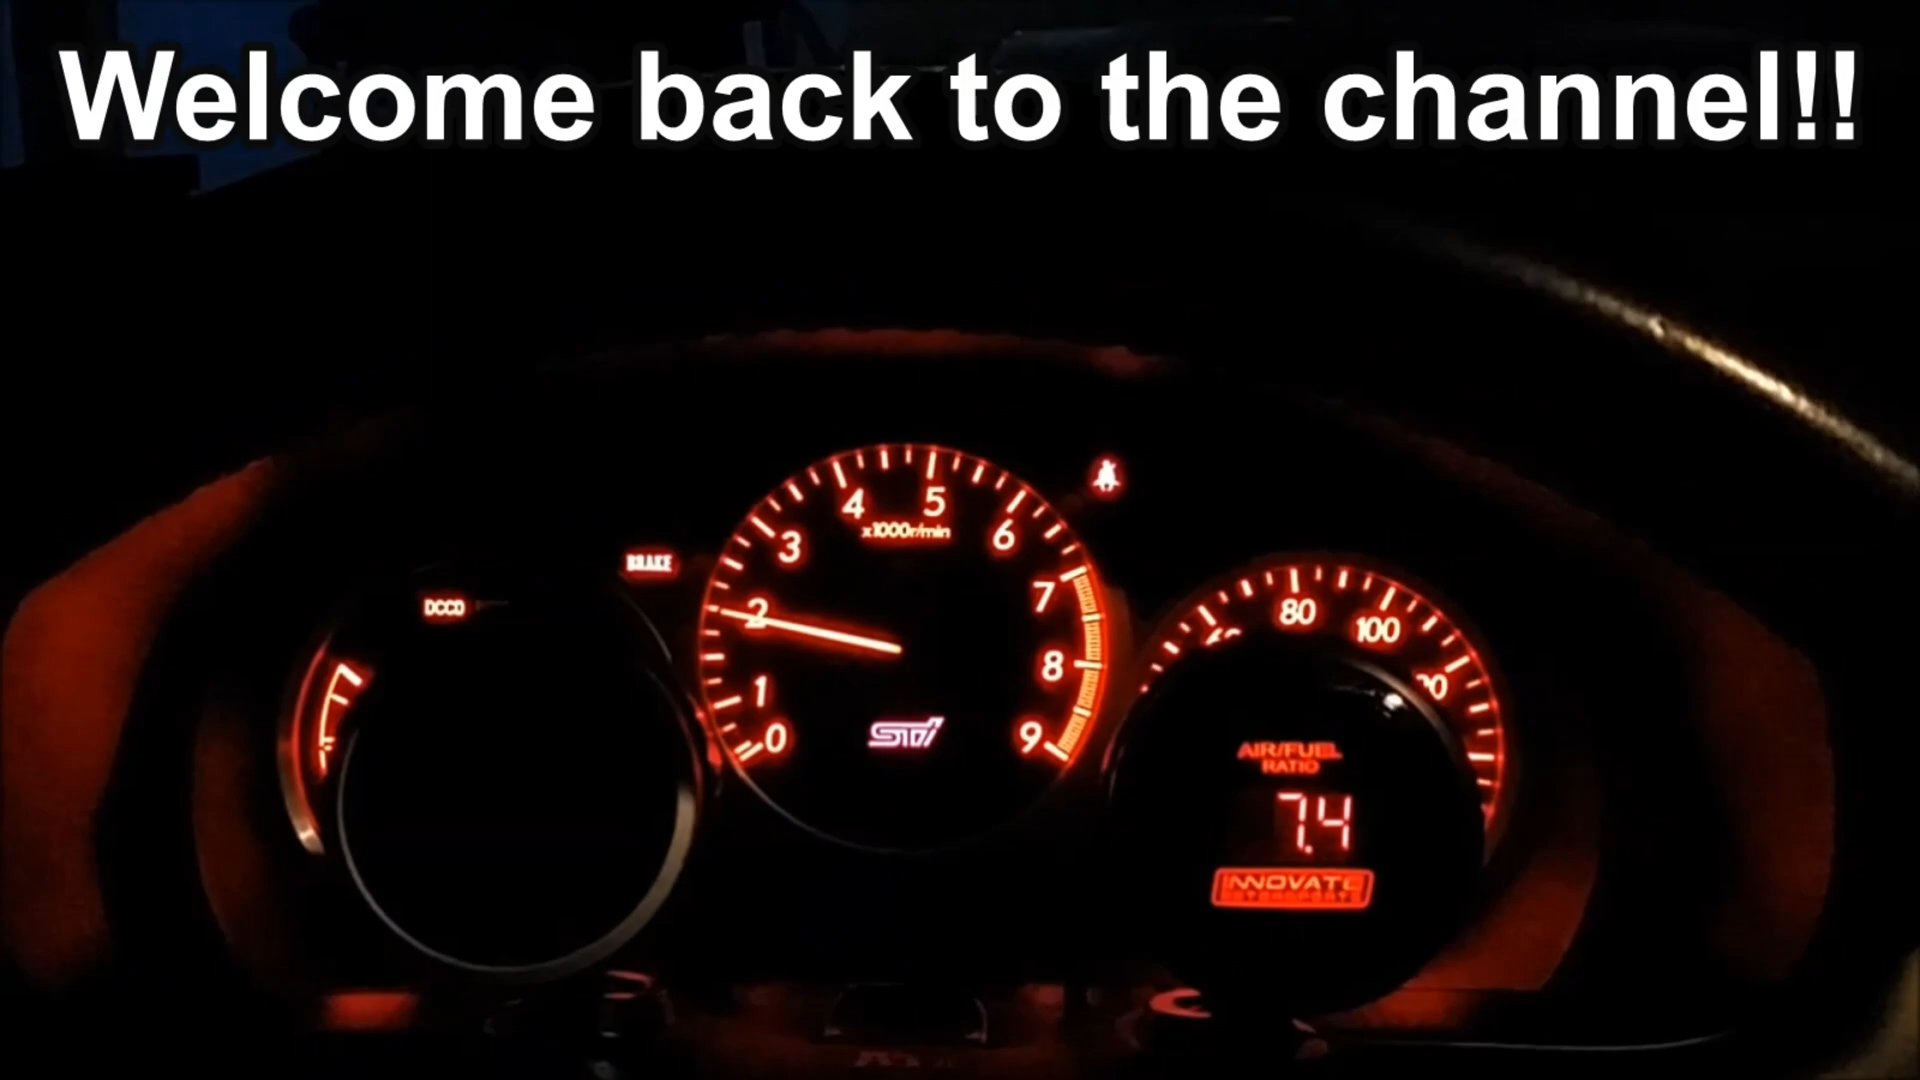 Welcome back to the channel!!
4 5
x1000r/min
3 6
BRAKE
DCCD
2 7
80
100
1 8
0 STi 9
AIR/FUEL
RATIO
7.4
INNOVATE